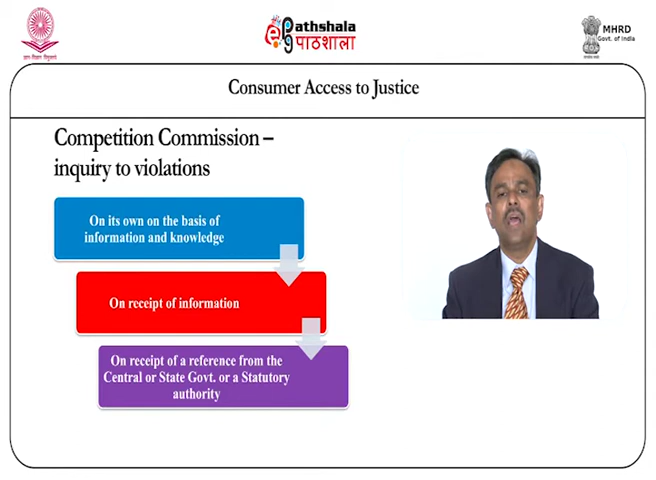 ePathshala
पाठशाला
MHRD
Govt. of India
Consumer Access to Justice
Competition Commission –
inquiry to violations
On its own on the basis of
information and knowledge
On receipt of information
On receipt of a reference from the
Central or State Govt. or a Statutory
authority